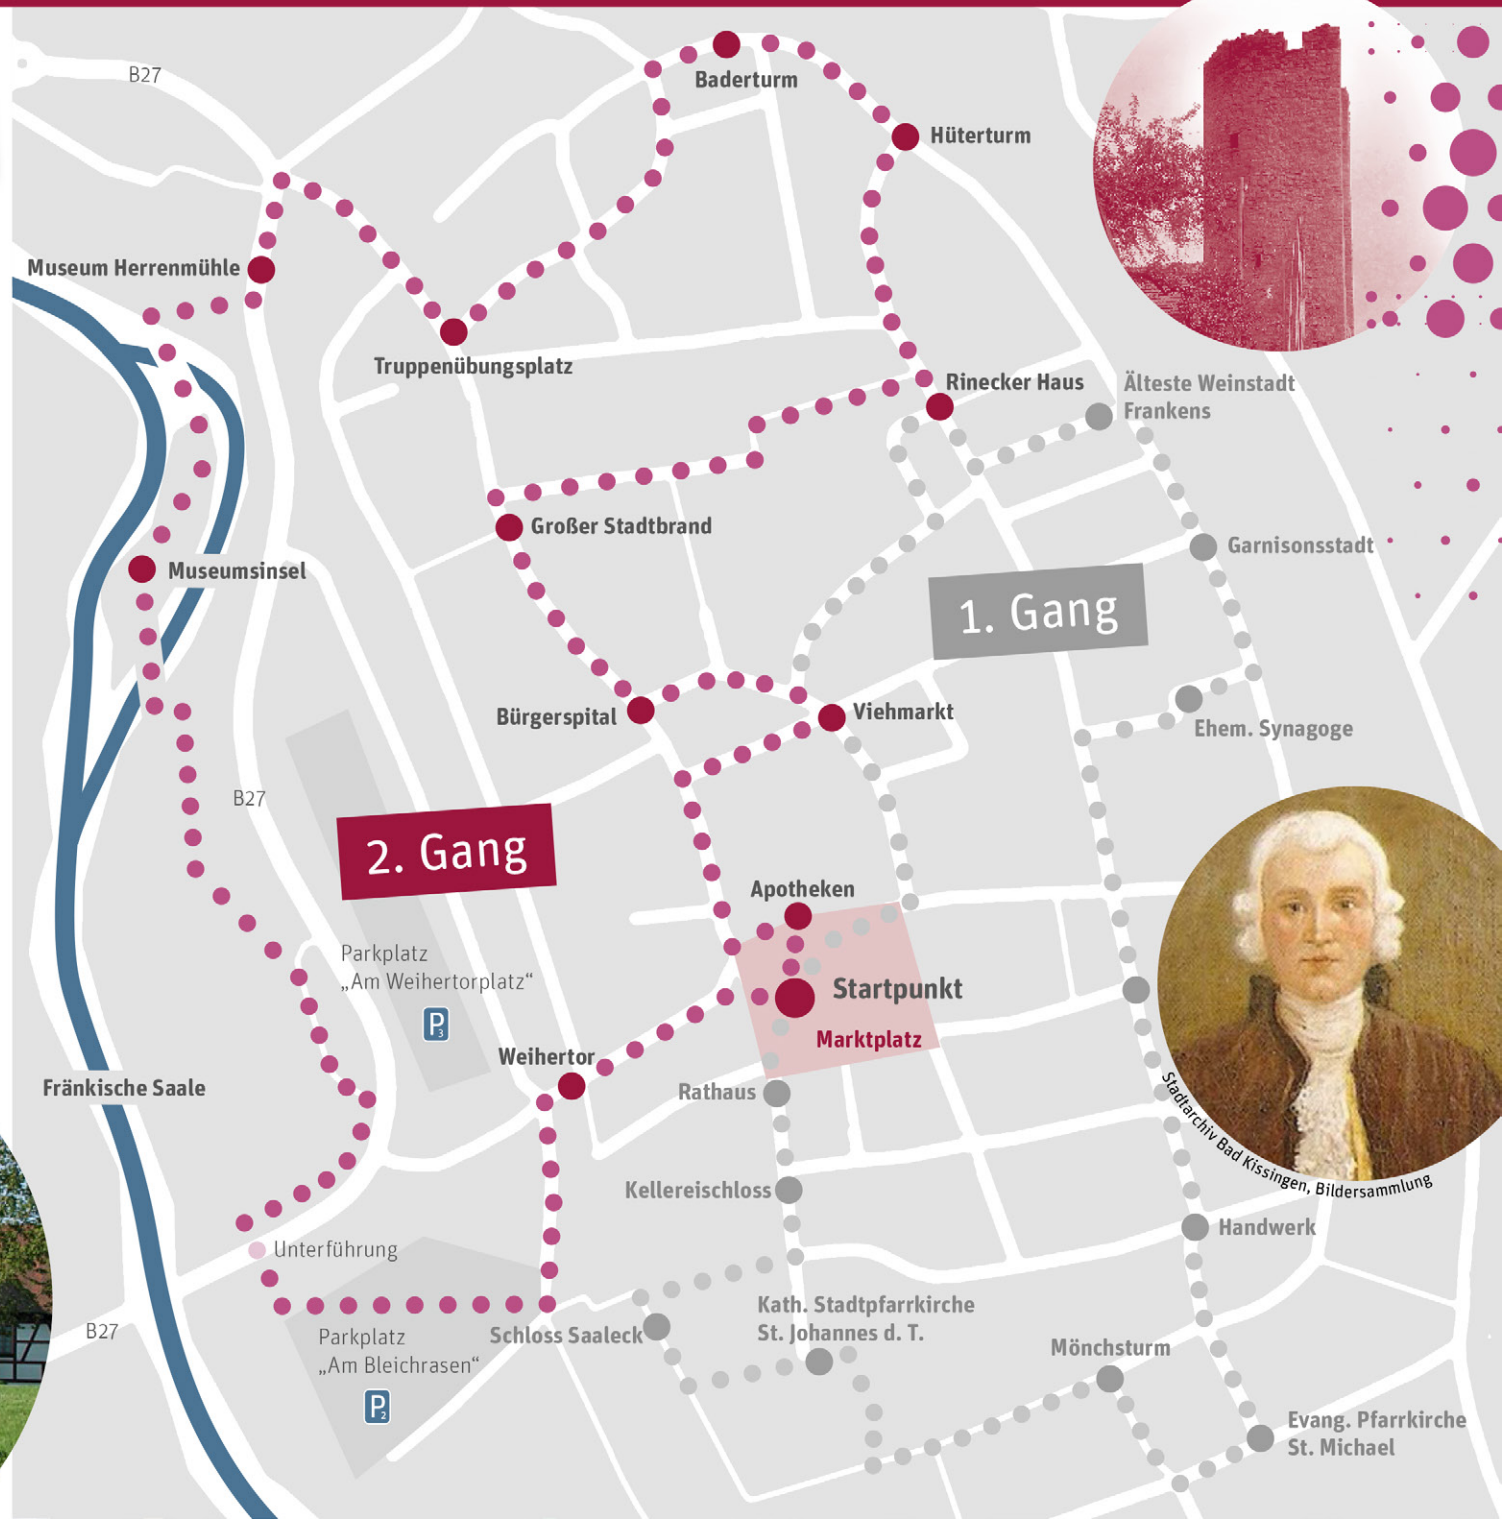 B27
Baderturm
Hüterturm
Museum Herrenmühle
Truppenübungsplatz
Rinecker Haus
Älteste Weinstadt
Frankens
Großer Stadtbrand
Garnisonsstadt
Museumsinsel
1. Gang
Bürgerspital
Viehmarkt
Ehem. Synagoge
B27
2. Gang
Apotheken
Parkplatz
„Am Weihertorplatz“
P3
Startpunkt
Marktplatz
Weihertor
Fränkische Saale
Rathaus
Stadtarchiv Bad Kissingen, Bildersammlung
Kellereischloss
Handwerk
Unterführung
Kath. Stadtpfarrkirche
St. Johannes d. T.
B27
Parkplatz
„Am Bleichrasen“
P2
Schloss Saaleck
Mönchsturm
Evang. Pfarrkirche
St. Michael